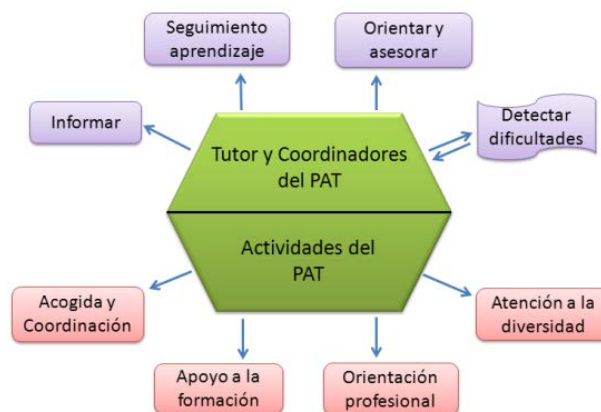 Seguimiento
aprendizaje
Orientar y
asesorar
Informar
Detectar
dificultades
Tutor y Coordinadores
del PAT
Actividades del
PAT
Acogida y
Coordinación
Atención a la
diversidad
Apoyo a la
formación
Orientación
profesional